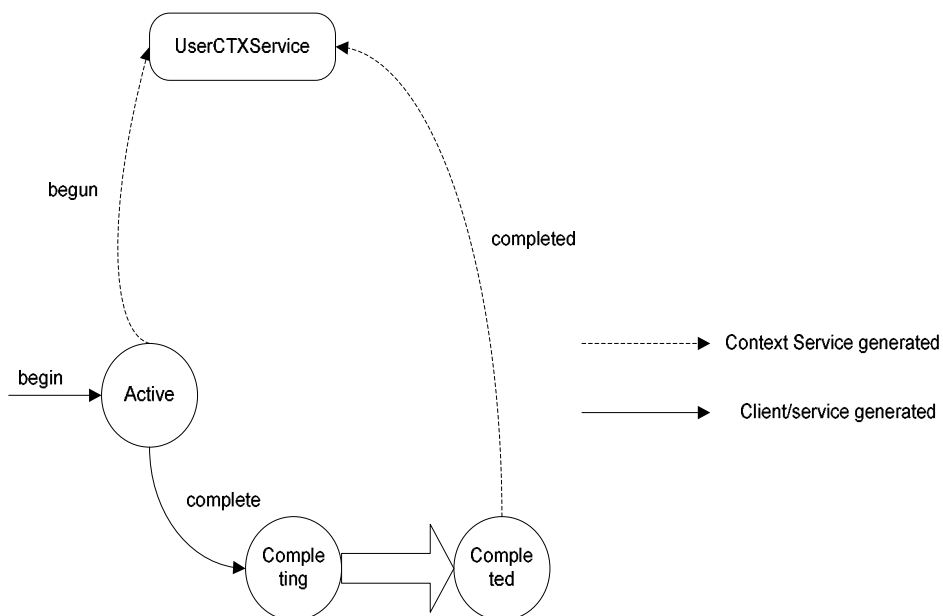 UserCTXService
begun
completed
Context Service generated
begin
Active
Client/service generated
complete
Comple
ting
Comple
ted